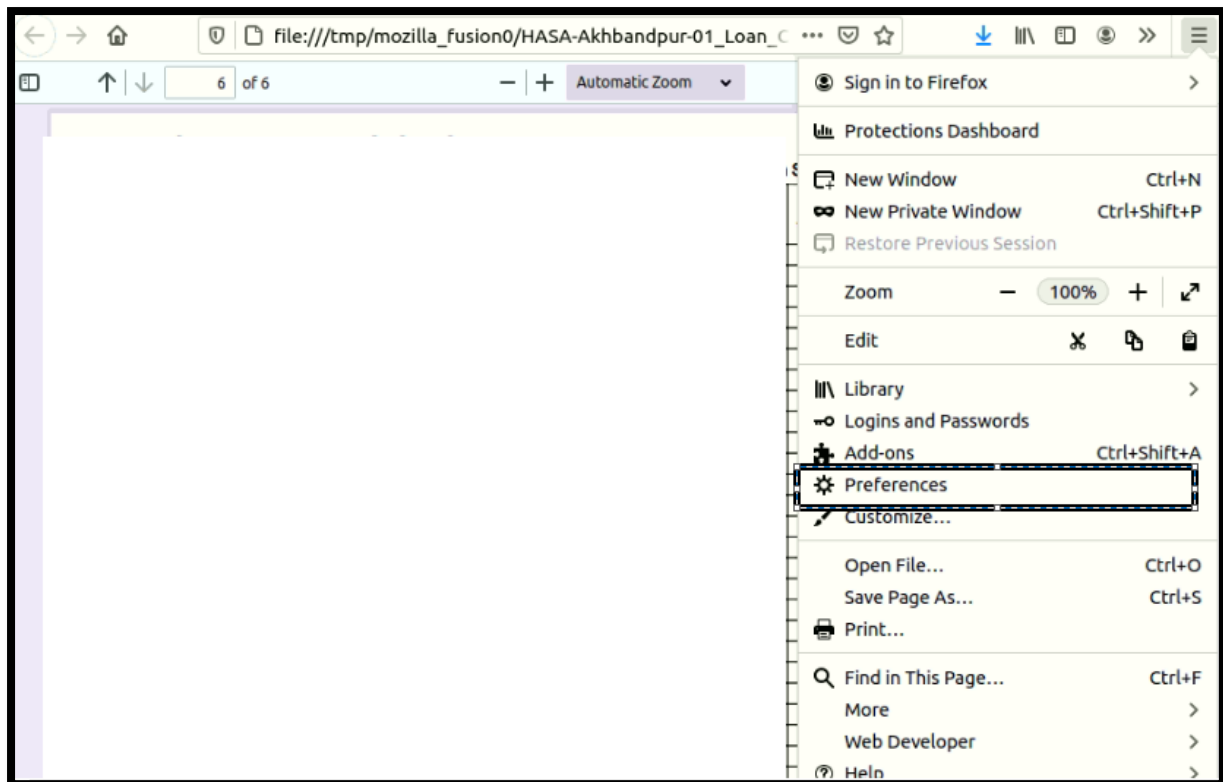 file:///tmp/mozilla_fusion0/HASA-Akhbandpur-01_Loan_C
6 of 6
Automatic Zoom
Sign in to Firefox
Protections Dashboard
New Window Ctrl+N
New Private Window Ctrl+Shift+P
Restore Previous Session
Zoom 100%
Edit
Library
Logins and Passwords
Add-ons Ctrl+Shift+A
Preferences
Customize...
Open File... Ctrl+O
Save Page As... Ctrl+S
Print...
Find in This Page... Ctrl+F
More
Web Developer
Help